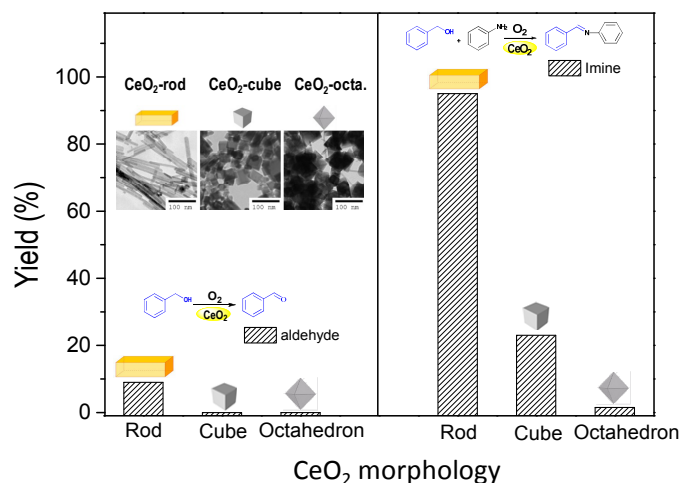 Yield (%)
100
80
60
40
20
0
CeO2-rod CeO2-cube CeO2-octa.
100 nm 100 nm 100 nm
OH O2 CeO2 O
aldehyde
Rod Cube Octahedron
OH + NH2 O2 CeO2 N
Imine
Rod Cube Octahedron
CeO2 morphology